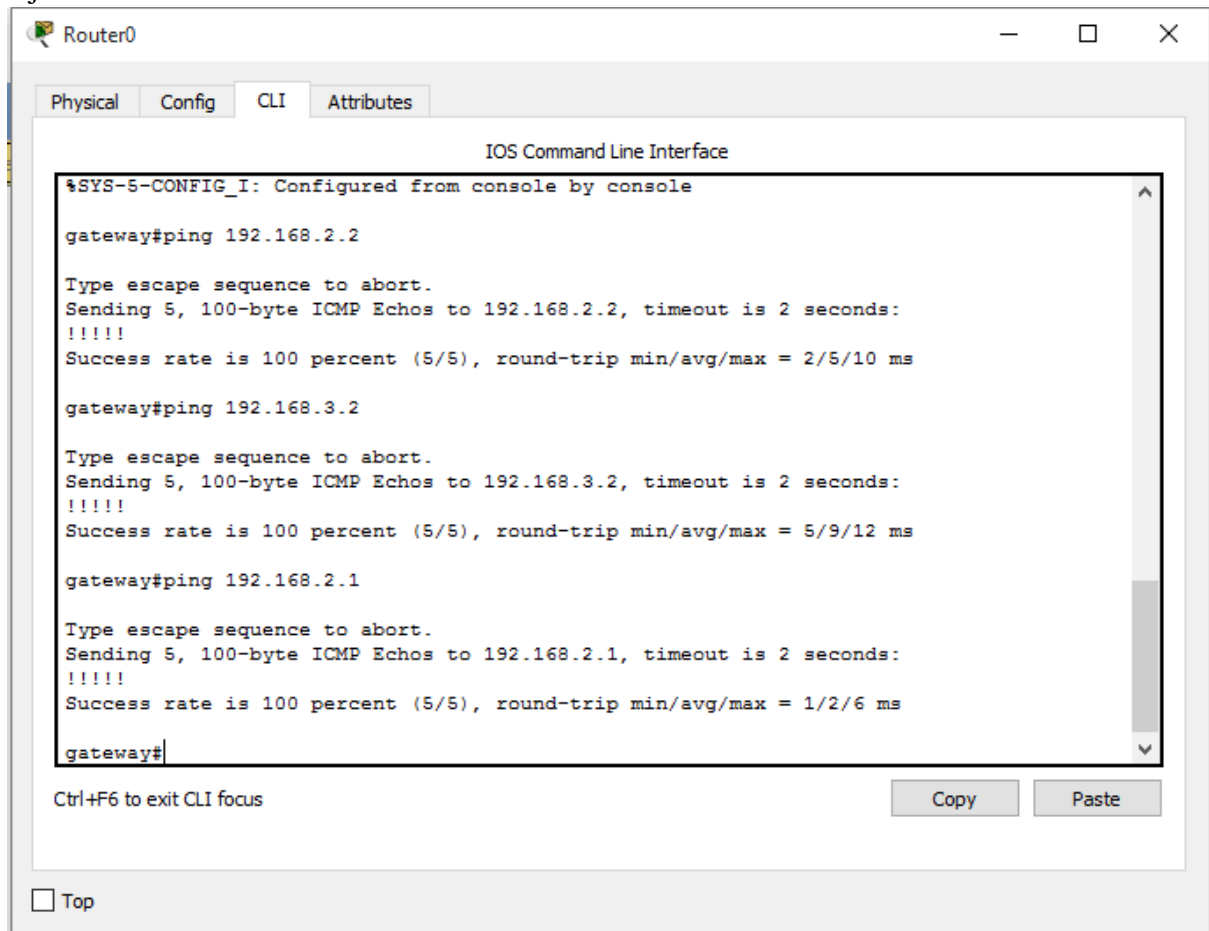 Router0
Physical Config CLI Attributes
IOS Command Line Interface
%SYS-5-CONFIG_I: Configured from console by console
gateway#ping 192.168.2.2
Type escape sequence to abort.
Sending 5, 100-byte ICMP Echos to 192.168.2.2, timeout is 2 seconds:
!!!!!
Success rate is 100 percent (5/5), round-trip min/avg/max = 2/5/10 ms
gateway#ping 192.168.3.2
Type escape sequence to abort.
Sending 5, 100-byte ICMP Echos to 192.168.3.2, timeout is 2 seconds:
!!!!!
Success rate is 100 percent (5/5), round-trip min/avg/max = 5/9/12 ms
gateway#ping 192.168.2.1
Type escape sequence to abort.
Sending 5, 100-byte ICMP Echos to 192.168.2.1, timeout is 2 seconds:
!!!!!
Success rate is 100 percent (5/5), round-trip min/avg/max = 1/2/6 ms
gateway#
Ctrl+F6 to exit CLI focus
Copy Paste
Top